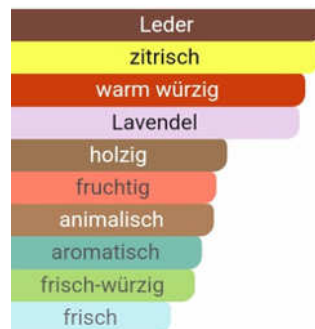 Leder
zitrisch
warm würzig
Lavendel
holzig
fruchtig
animalisch
aromatisch
frisch-würzig
frisch